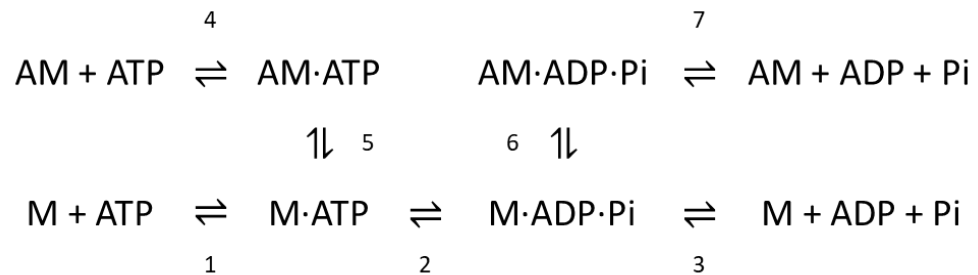 4 7
AM + ATP ⇌ AM·ATP AM·ADP·Pi ⇌ AM + ADP + Pi
⥮ 5 6 ⥮
M + ATP ⇌ M·ATP ⇌ M·ADP·Pi ⇌ M + ADP + Pi
1 2 3